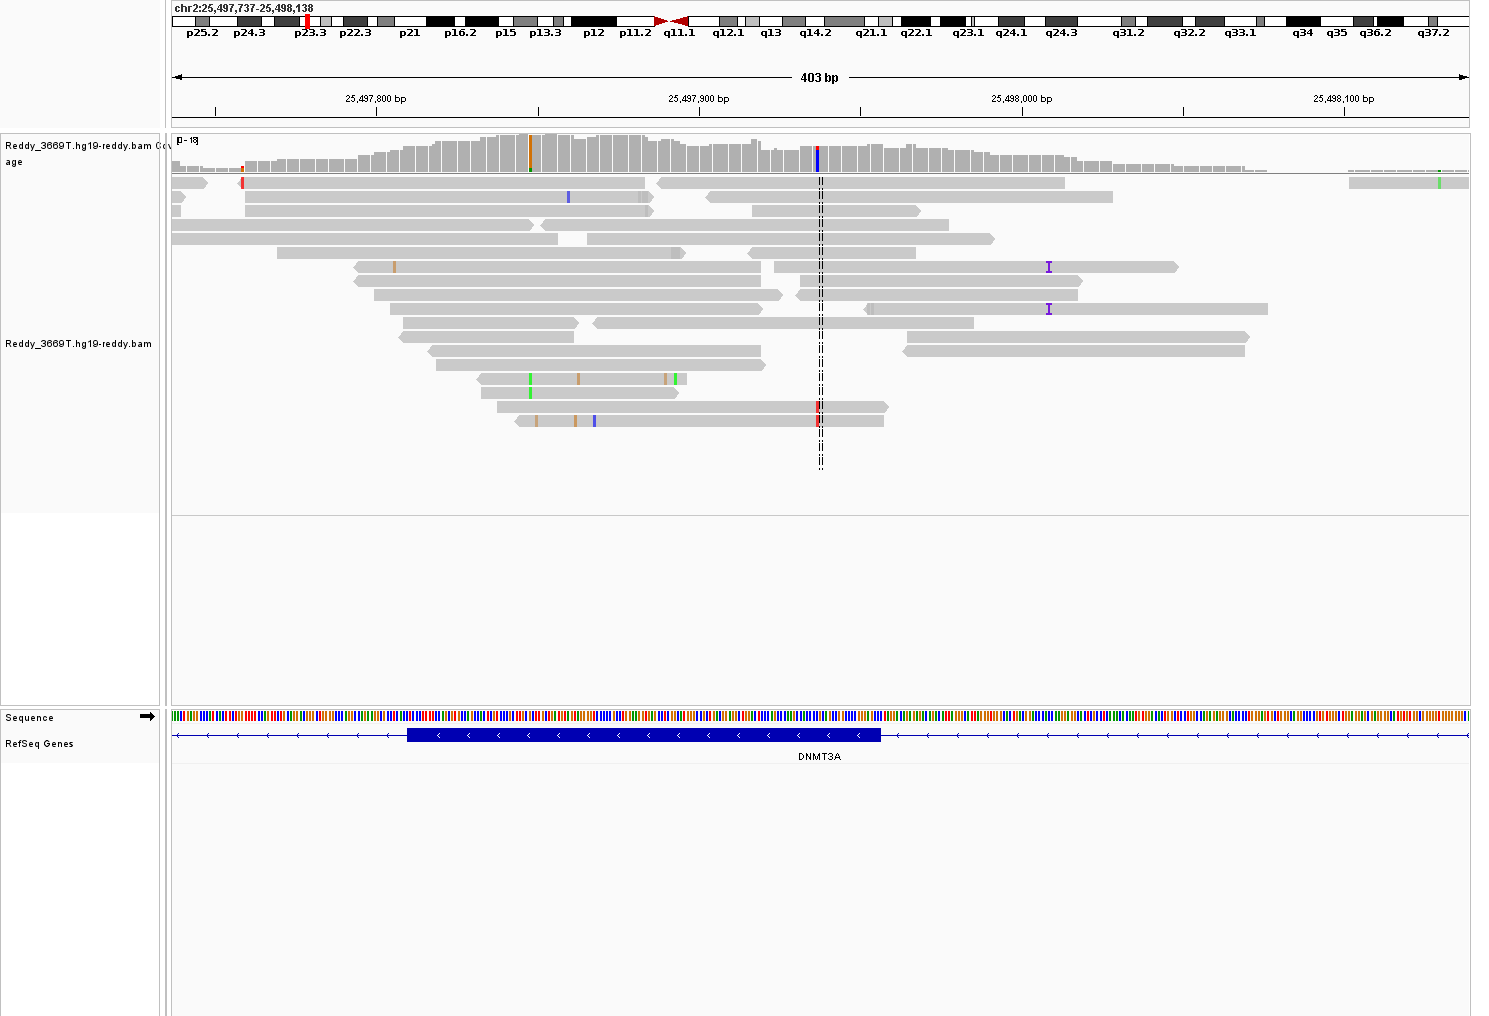 chr2:25,497,737-25,498,138
p25.2 p24.3 p23.3 p22.3 p21 p16.2 p15 p13.3 p12 p11.2 q11.1 q12.1 q13 q14.2 q21.1 q22.1 q23.1 q24.1 q24.3 q31.2 q32.2 q33.1 q34 q35 q36.2 q37.2
403 bp
25,497,800 bp 25,497,900 bp 25,498,000 bp 25,498,100 bp
Reddy_3669T.hg19-reddy.bam Cov
age
[0 - 18]
Reddy_3669T.hg19-reddy.bam
Sequence
RefSeq Genes
DNMT3A